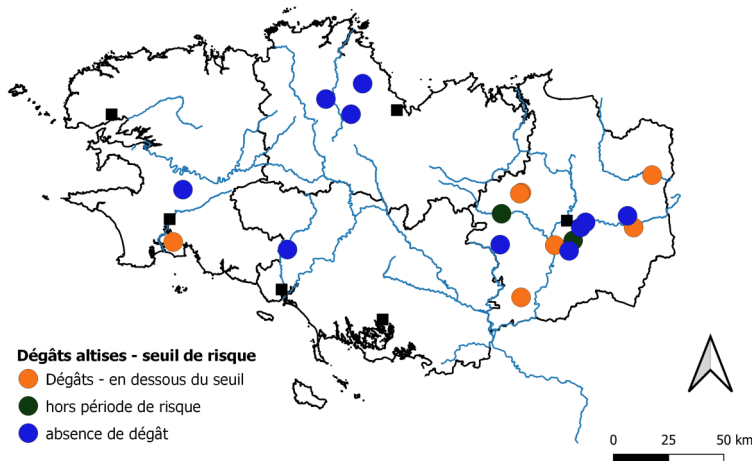 Dégâts altises - seuil de risque
Dégâts - en dessous du seuil
hors période de risque
absence de dégât
0 25 50 km